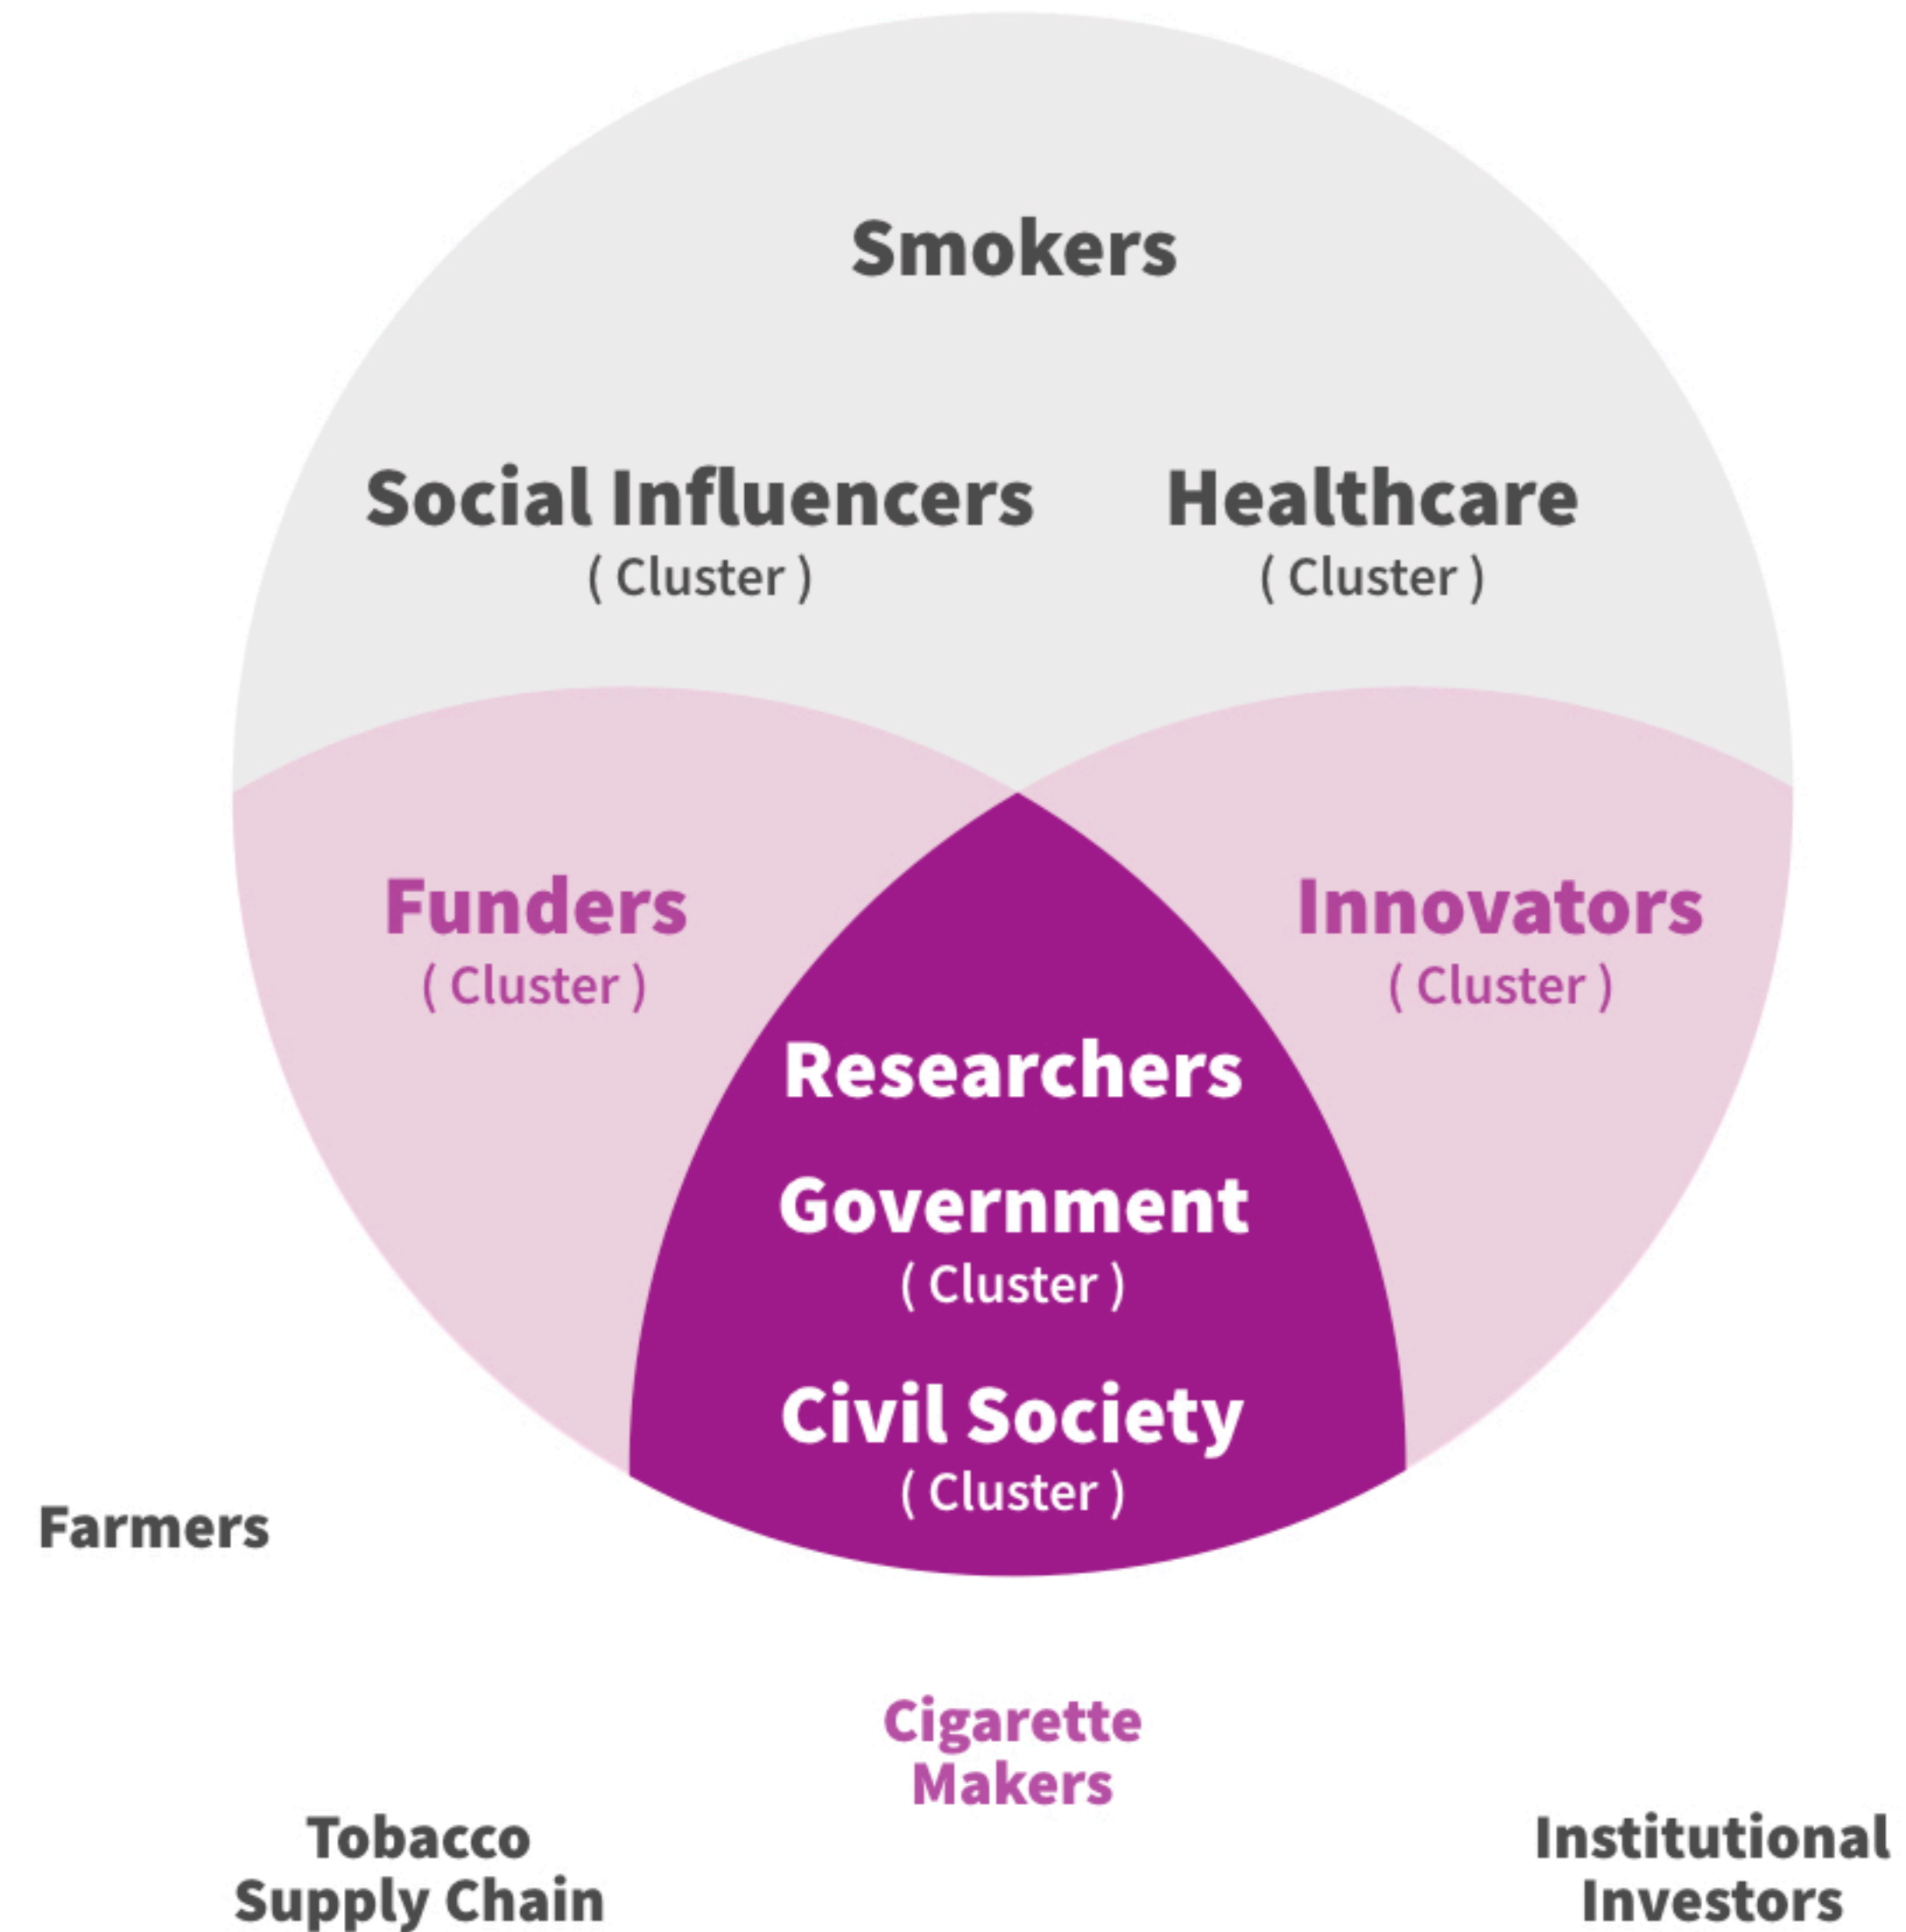 Smokers
Social Influencers
( Cluster )
Healthcare
( Cluster )
Funders
( Cluster )
Innovators
( Cluster )
Researchers
Government
( Cluster )
Civil Society
( Cluster )
Farmers
Cigarette
Makers
Tobacco
Supply Chain
Institutional
Investors